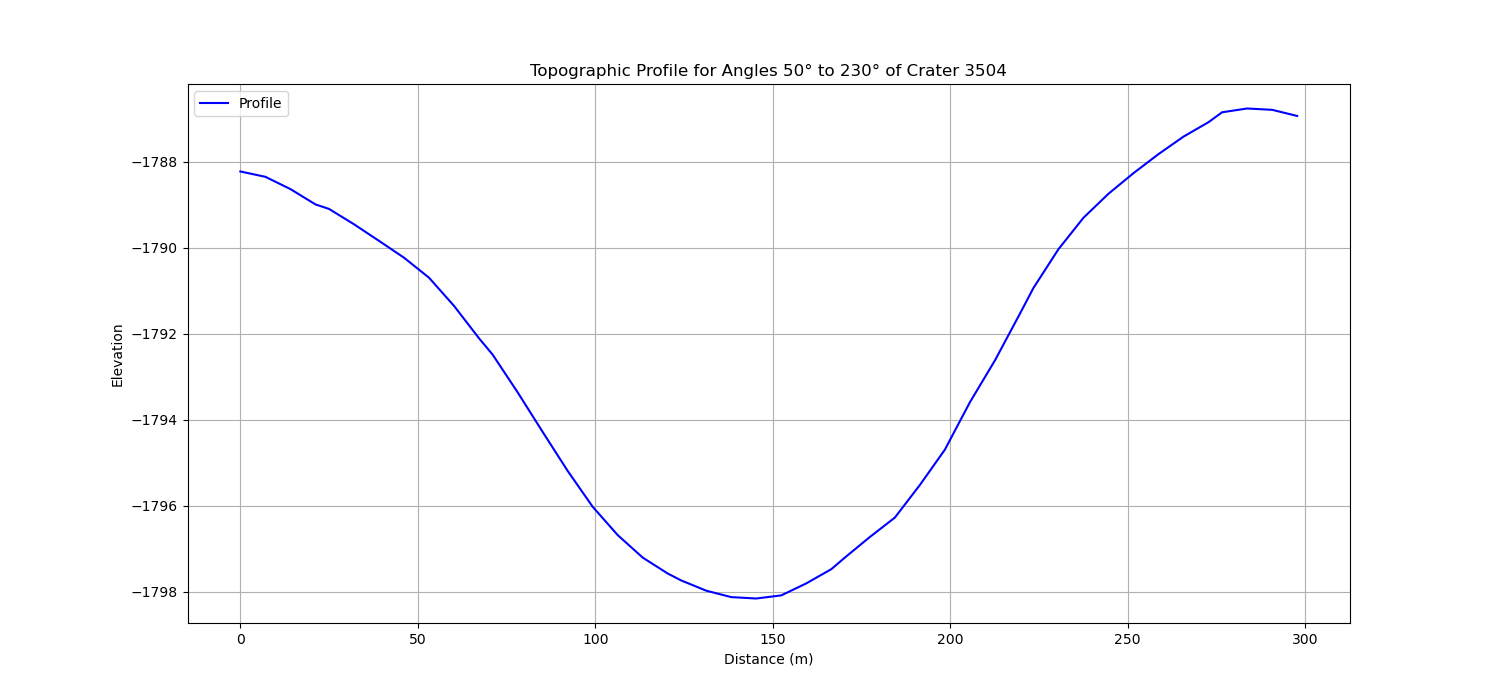 Topographic Profile for Angles 50° to 230° of Crater 3504
Profile
−1788
−1790
−1792
−1794
−1796
−1798
Elevation
0 50 100 150 200 250 300
Distance (m)